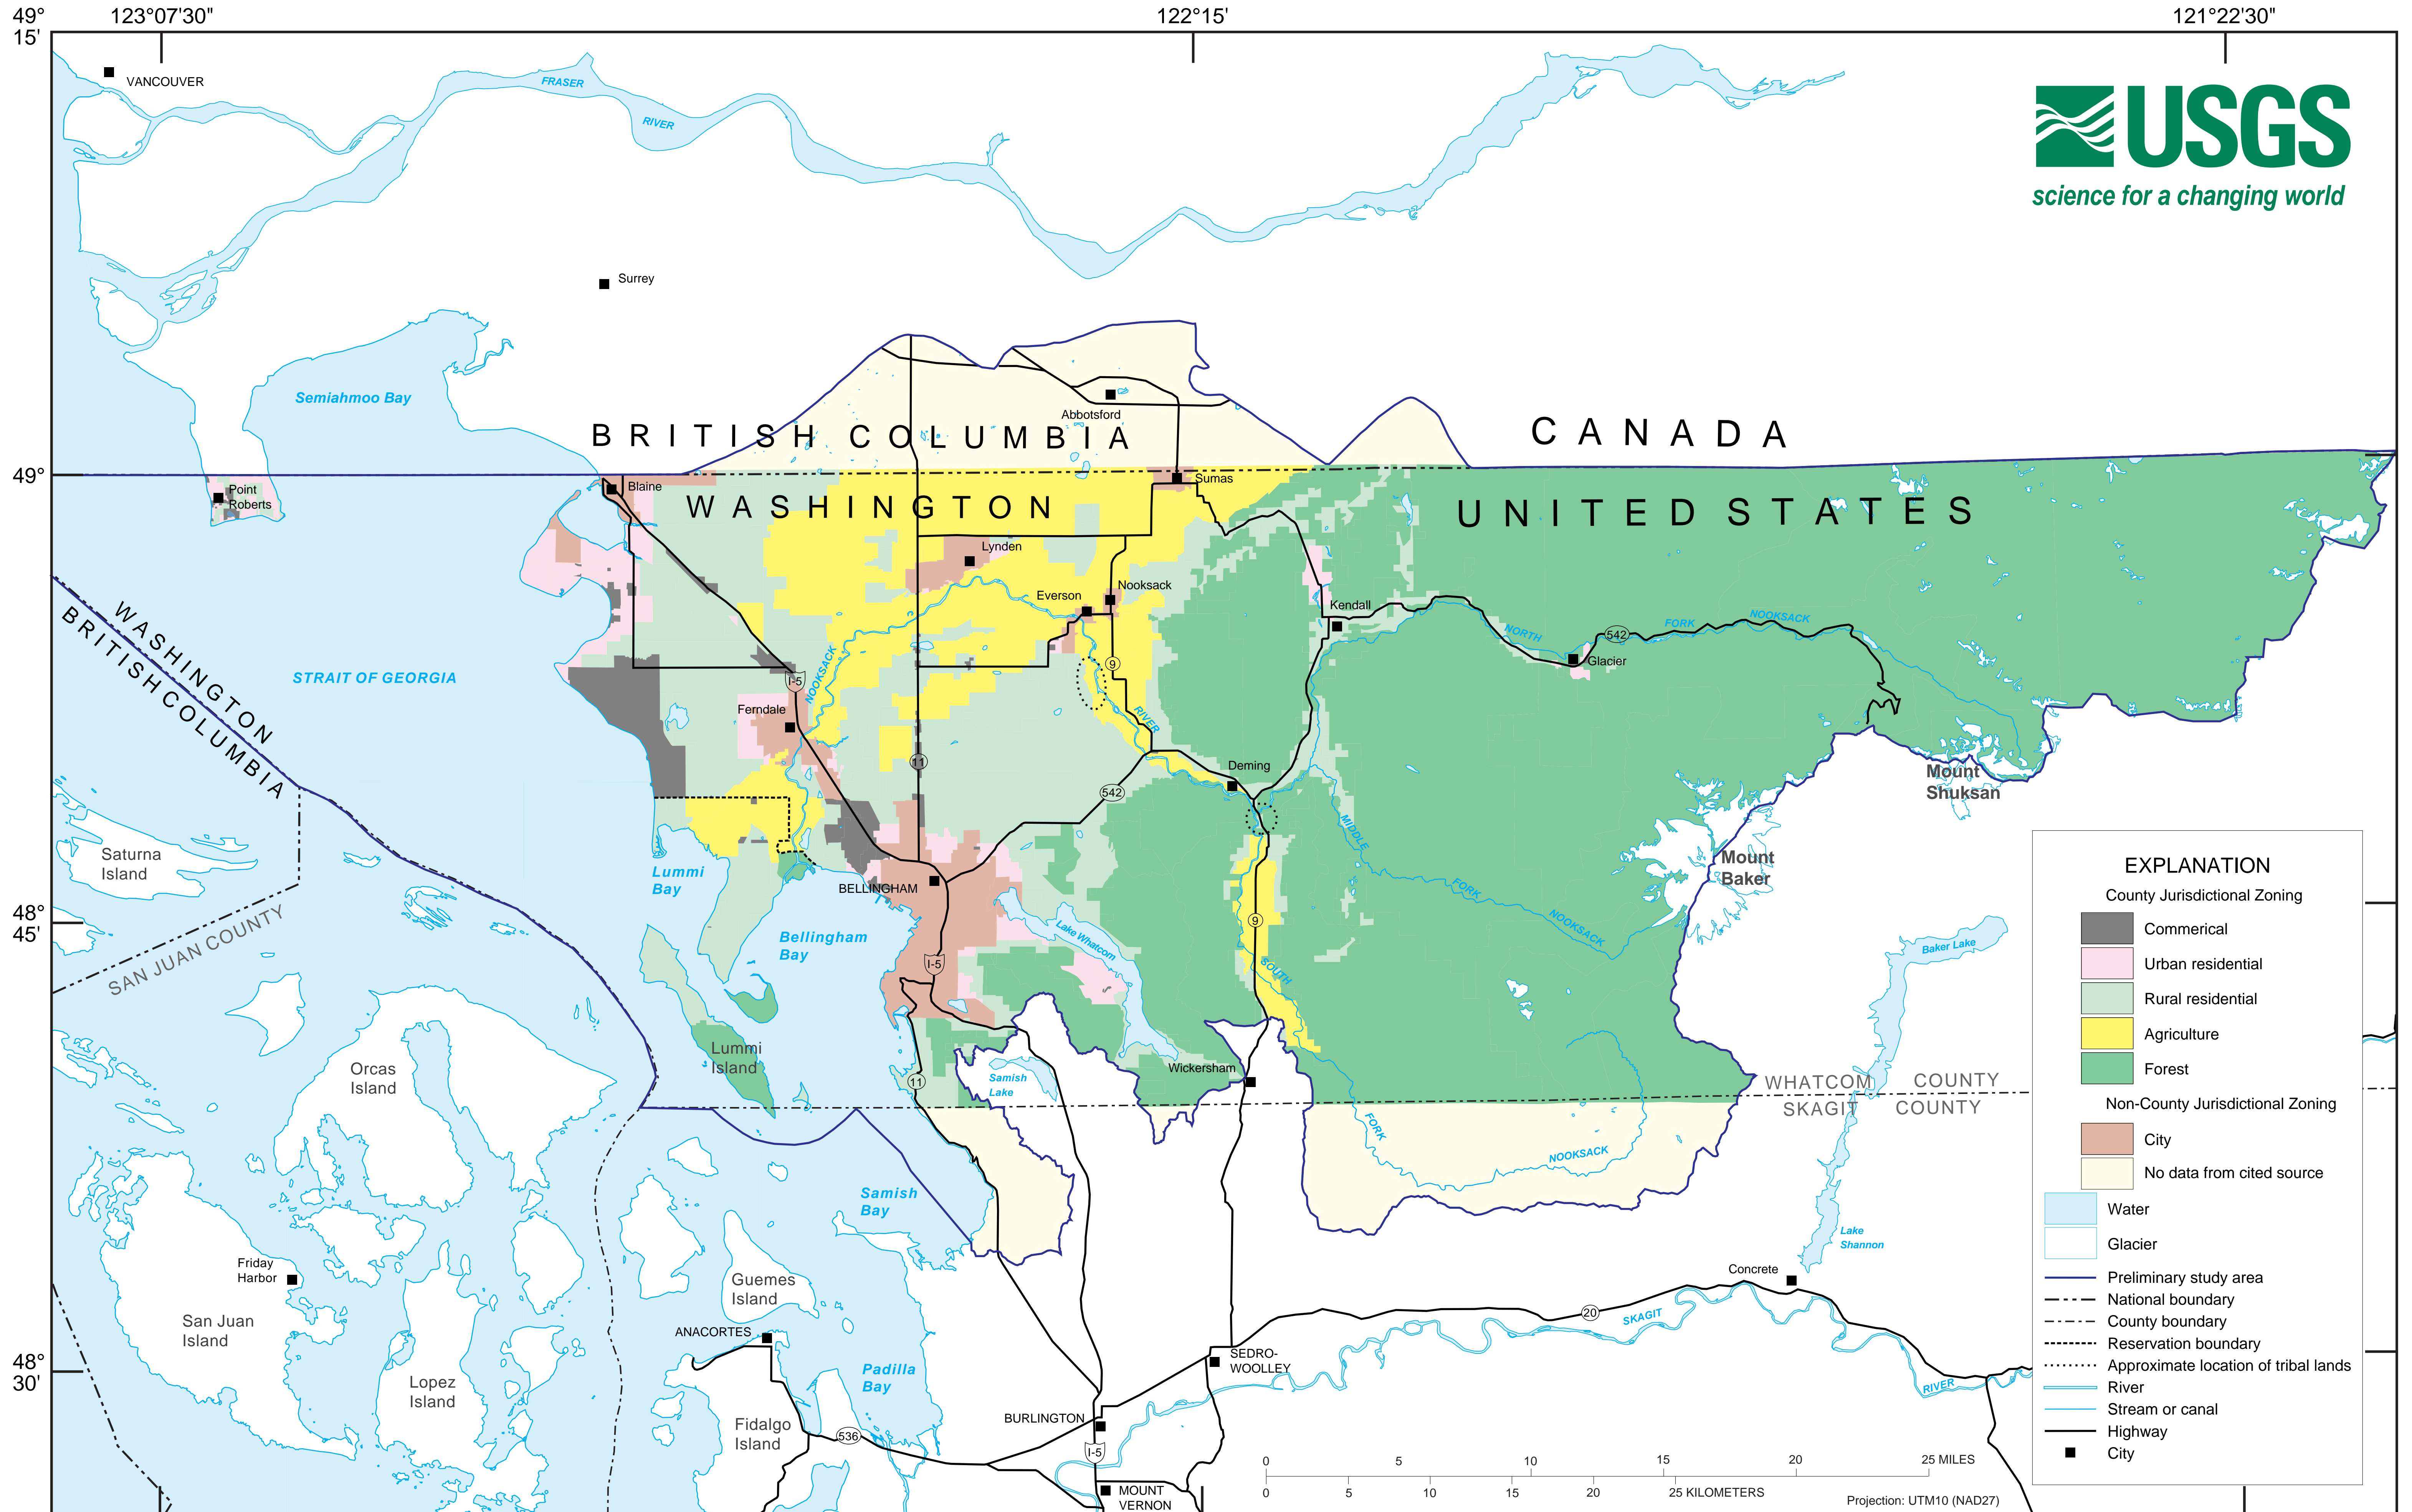 123°07'30"
122°15'
121°22'30"
49°
15'
VANCOUVER
FRASER
RIVER
USGS
science for a changing world
Surrey
Semiahmoo Bay
Abbotsford
BRITISH COLUMBIA
CANADA
49°
Point
Roberts
Blaine
Sumas
WASHINGTON
UNITED STATES
Lynden
Nooksack
Everson
Kendall
NORTH
FORK
NOOKSACK
542
Glacier
WASHINGTON
BRITISH COLUMBIA
STRAIT OF GEORGIA
I-5
NOOKSACK
9
RIVER
Ferndale
11
Deming
542
Mount
Shuksan
MIDDLE
FORK
NOOKSACK
Mount
Baker
Saturna
Island
Lummi
Bay
BELLINGHAM
48°
45'
SAN JUAN COUNTY
Bellingham
Bay
Lake Whatcom
9
SOUTH
I-5
Baker Lake
Orcas
Island
Lummi
Island
11
Samish
Lake
Wickersham
WHATCOM COUNTY
SKAGIT COUNTY
FORK
NOOKSACK
Samish
Bay
Lake
Shannon
Friday
Harbor
San Juan
Island
Guemes
Island
Concrete
20
SKAGIT
RIVER
ANACORTES
SEDRO-
WOOLLEY
Padilla
Bay
48°
30'
Lopez
Island
Fidalgo
Island
536
BURLINGTON
I-5
MOUNT
VERNON
0 5 10 15 20 25 MILES
0 5 10 15 20 25 KILOMETERS
Projection: UTM10 (NAD27)
EXPLANATION
County Jurisdictional Zoning
Commerical
Urban residential
Rural residential
Agriculture
Forest
Non-County Jurisdictional Zoning
City
No data from cited source
Water
Glacier
Preliminary study area
National boundary
County boundary
Reservation boundary
Approximate location of tribal lands
River
Stream or canal
Highway
City